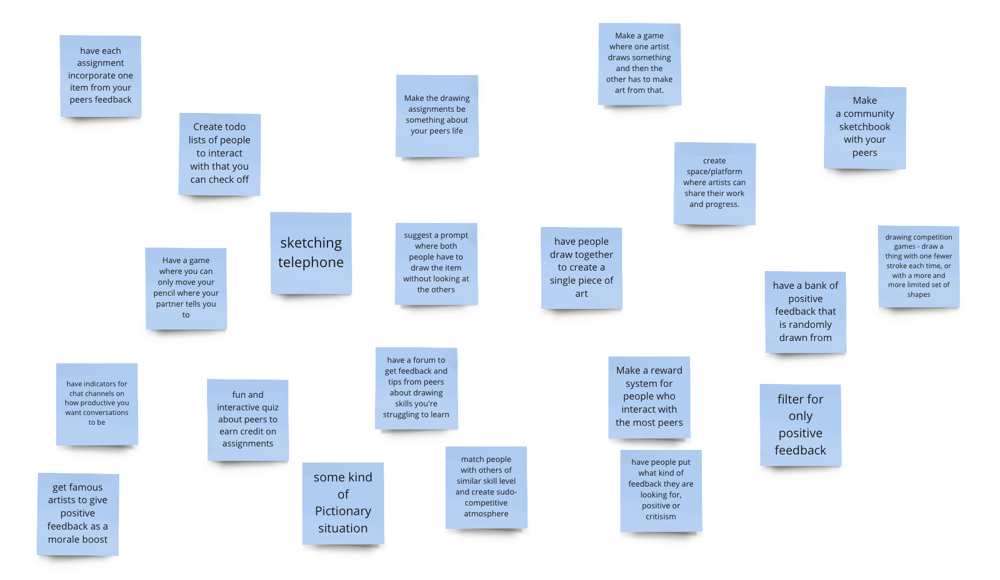 have each
assignment
incorporate one
item from your
peers feedback
Create todo
lists of people
to interact
with that you
can check off
Make the drawing
assignments be
something about
your peers life
Make a game
where one artist
draws something
and then the
other has to make
art from that.
Make
a community
sketchbook
with your
peers
create
space/platform
where artists can
share their work
and progress.
sketching
telephone
Have a game
where you can
only move your
pencil where your
partner tells you
to
suggest a prompt
where both
people have to
draw the item
without looking at
the others
have people
draw together
to create a
single piece of
art
drawing competition
games - draw a
thing with one fewer
stroke each time, or
with a more and
more limited set of
shapes
have a bank of
positive
feedback that
is randomly
drawn from
have indicators for
chat channels on
how productive you
want conversations
to be
fun and
interactive quiz
about peers to
earn credit on
assignments
have a forum to
get feedback and
tips from peers
about drawing
skills you're
struggling to learn
Make a reward
system for
people who
interact with
the most peers
filter for
only
positive
feedback
get famous
artists to give
positive
feedback as a
morale boost
some kind
of
Pictionary
situation
match people
with others of
similar skill level
and create sudo-
competitive
atmosphere
have people put
what kind of
feedback they are
looking for,
positive or
critisism